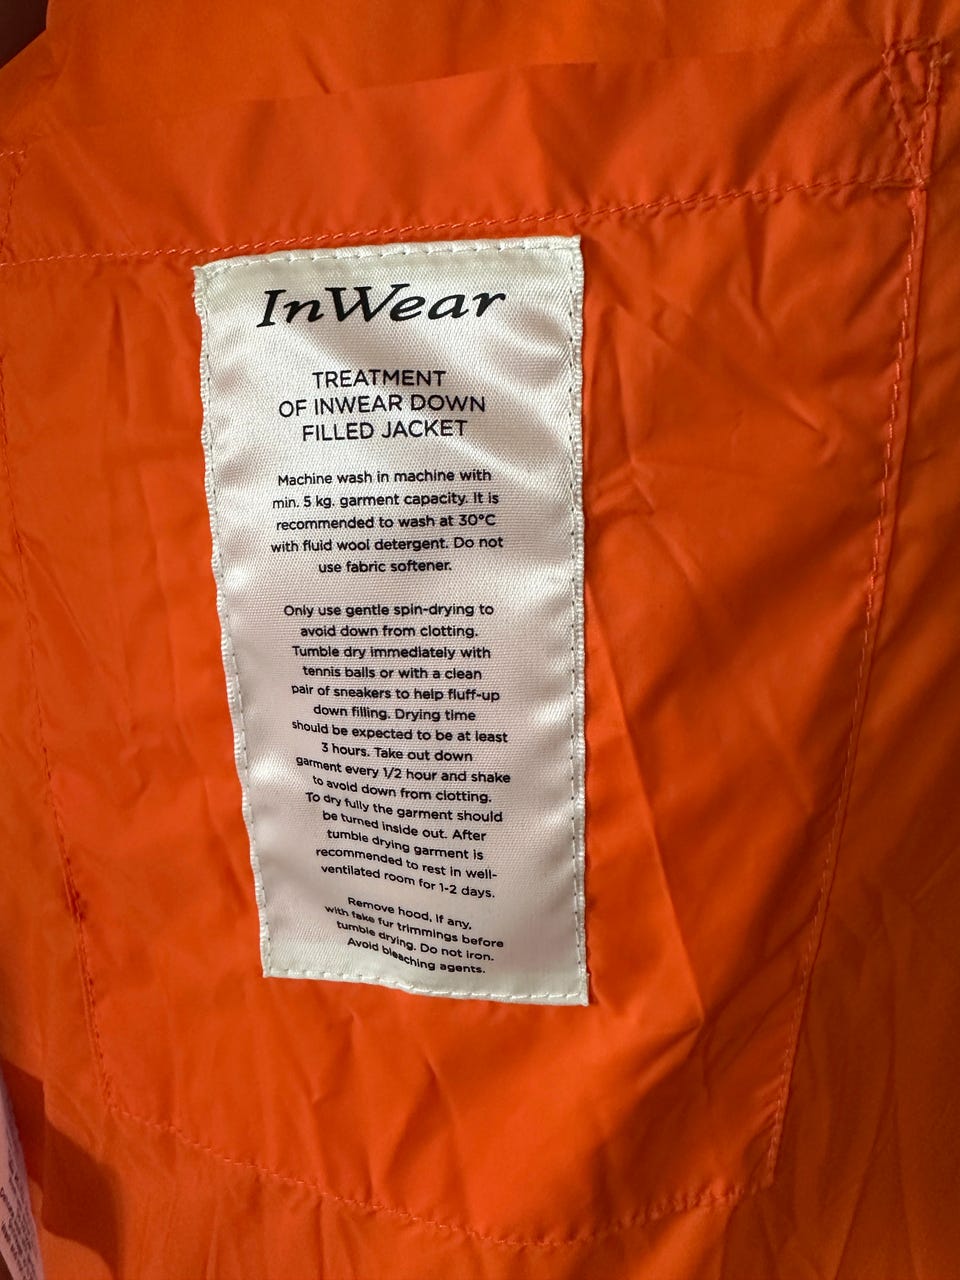 InWear
TREATMENT
OF INWEAR DOWN
FILLED JACKET
Machine wash in machine with
min. 5 kg. garment capacity. It is
recommended to wash at 30°C
with fluid wool detergent. Do not
use fabric softener.
Only use gentle spin-drying to
avoid down from clotting.
Tumble dry immediately with
tennis balls or with a clean
pair of sneakers to help fluff-up
down filling. Drying time
should be expected to be at least
3 hours. Take out down
garment every 1/2 hour and shake
to avoid down from clotting.
To dry fully the garment should
be turned inside out. After
tumble drying garment is
recommended to rest in well-
ventilated room for 1-2 days.
Remove hood, if any,
with fake fur trimmings before
tumble drying. Do not iron.
Avoid bleaching agents.